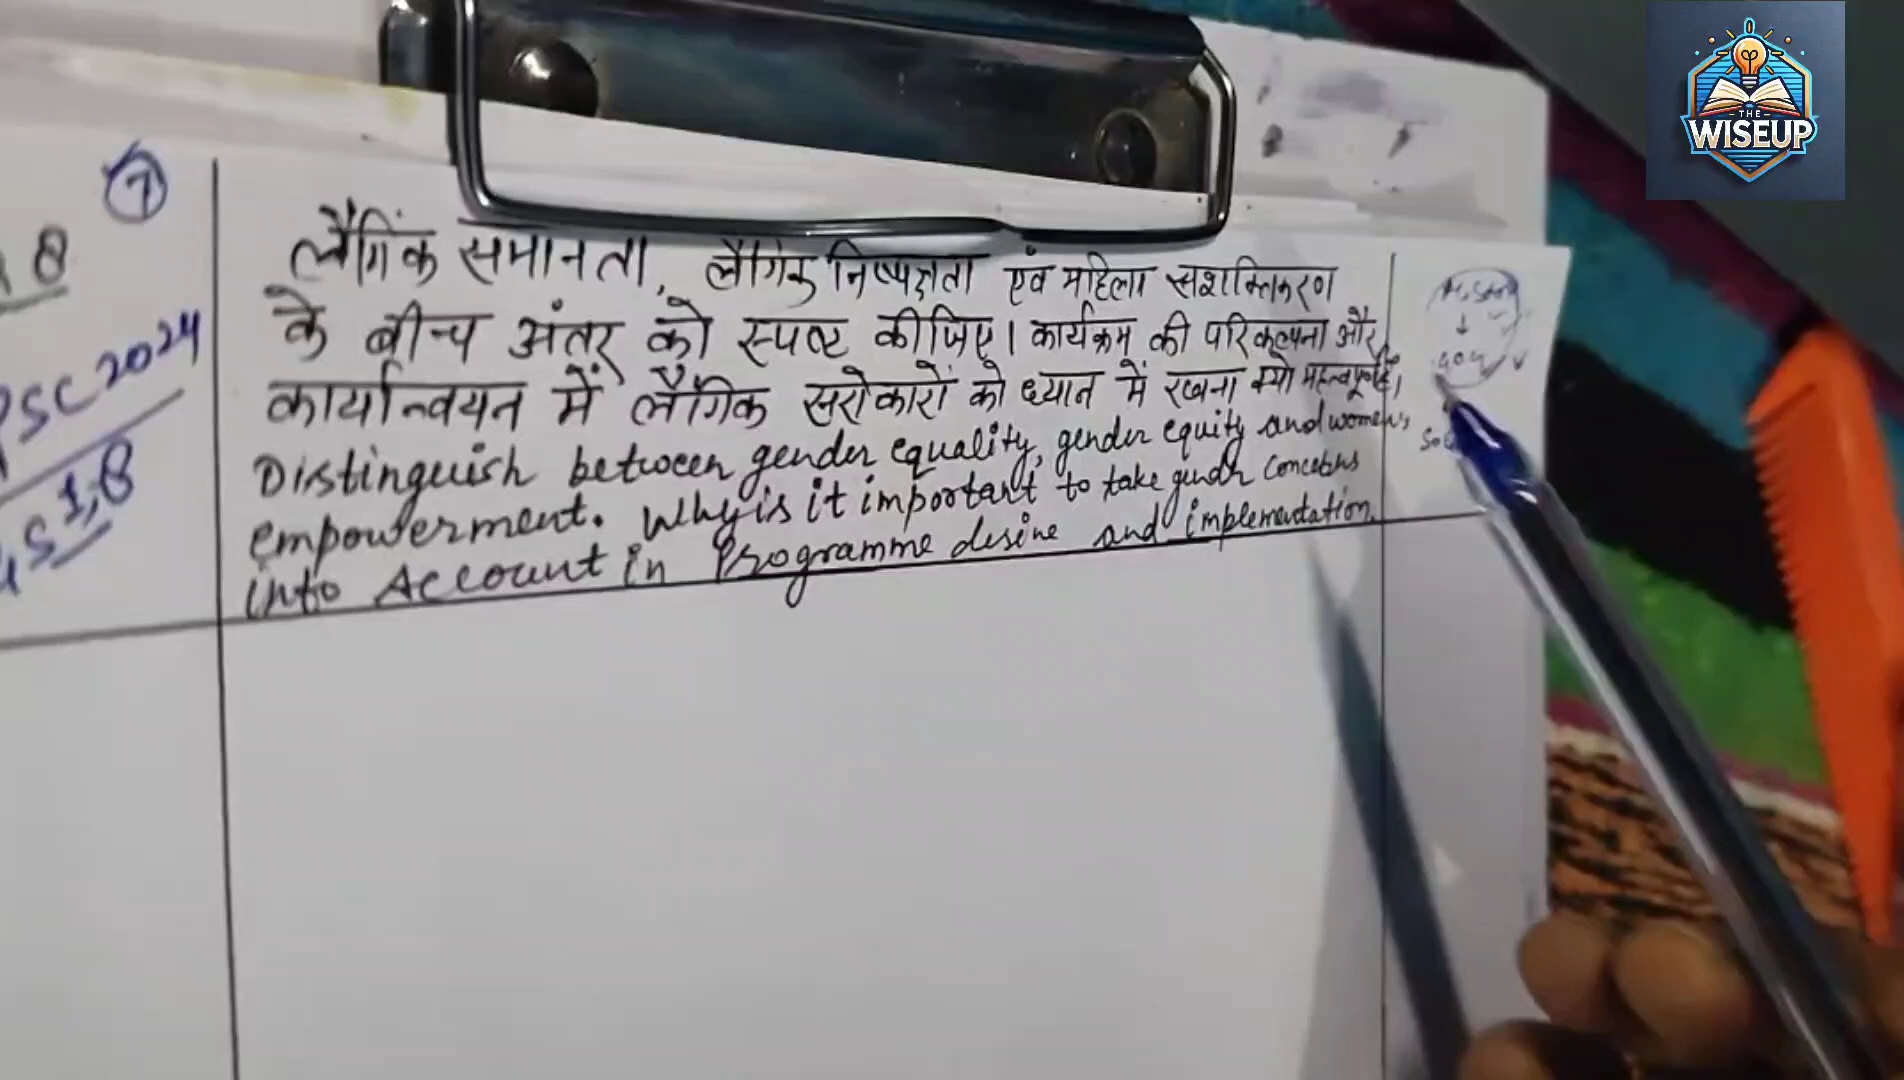 THE
WISEUP
7
8
PSC 2024
GS 1,8
लैंगिक समानता, लैंगिक निष्पक्षता एवं महिला सशक्तिकरण
के बीच अंतर को स्पष्ट कीजिए। कार्यक्रम की परिकल्पना और
कार्यान्वयन में लैंगिक सरोकारों को ध्यान में रखना क्यों महत्वपूर्ण है।
Distinguish between gender equality, gender equity and women's
empowerment. Why is it important to take gender concerns
into Account in Programme desine and implementation.